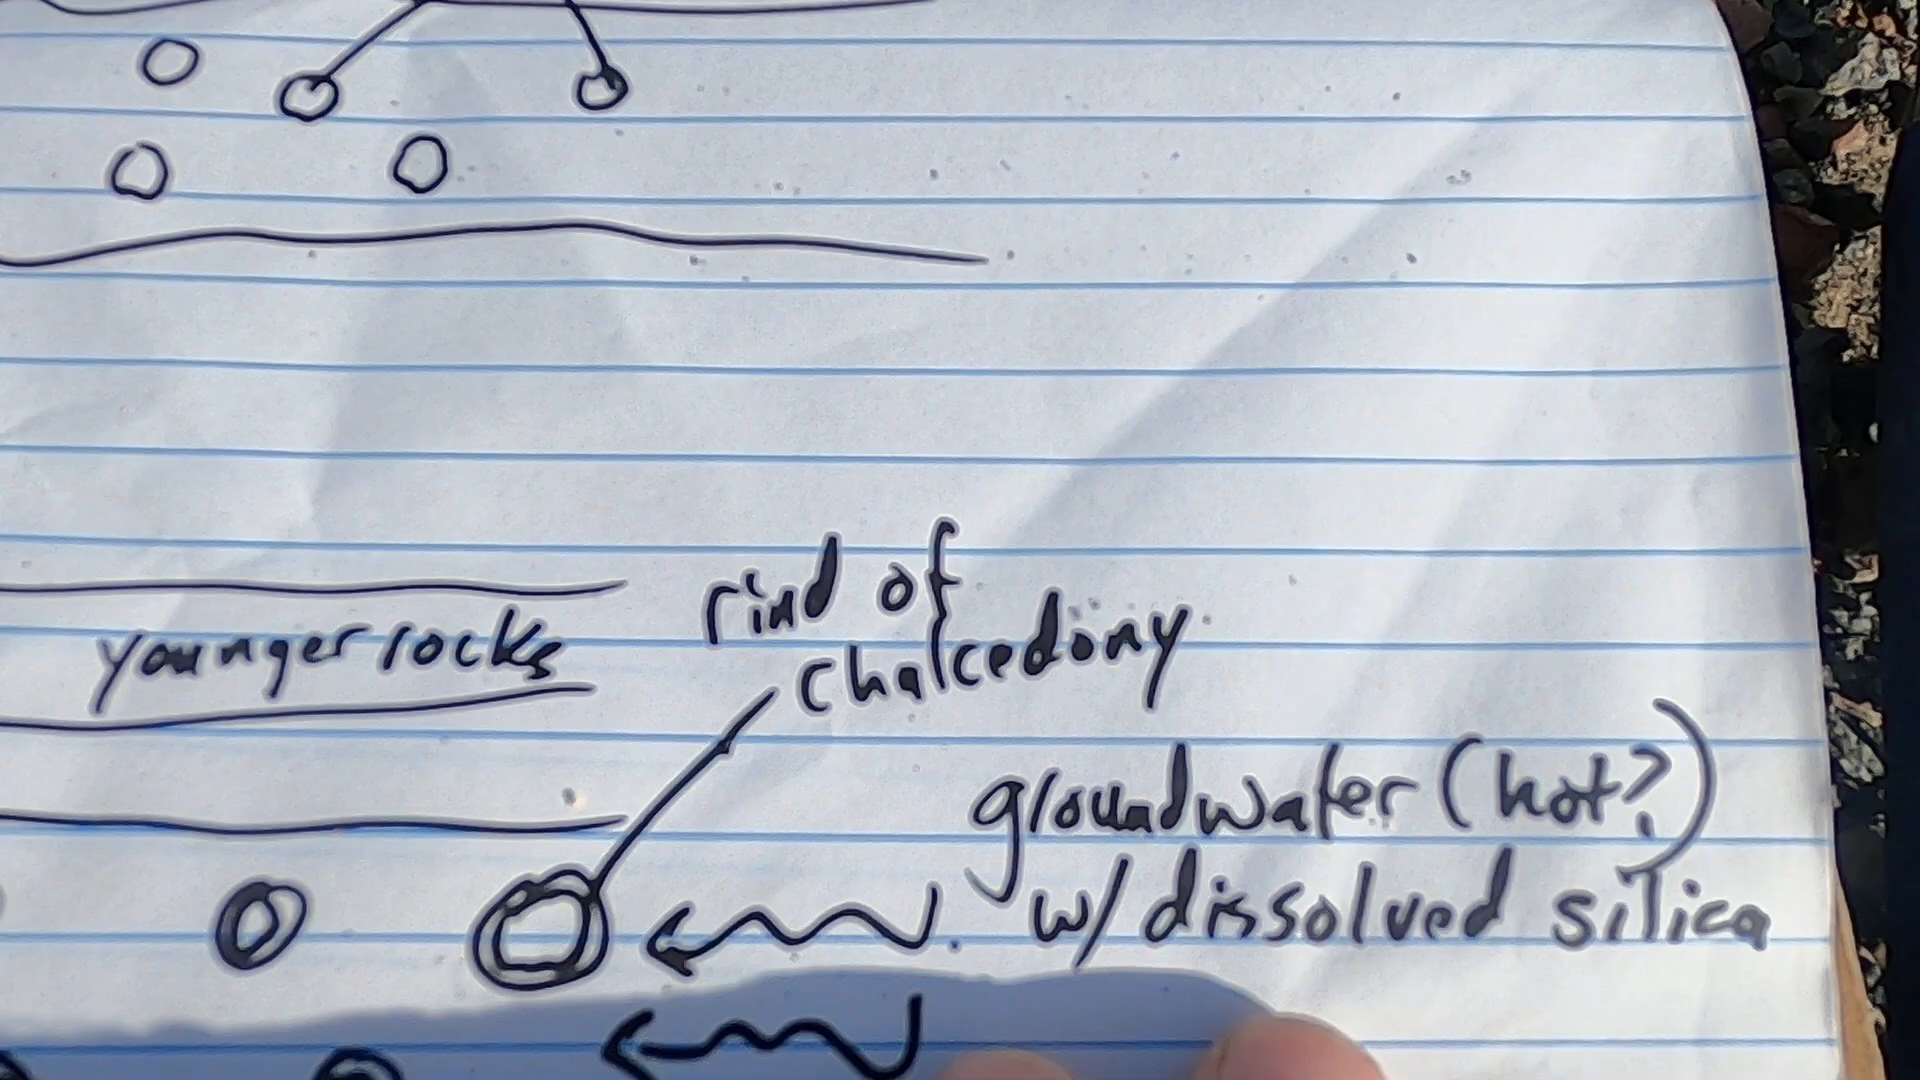 rind of
younger rocks
chalcedony
groundwater (hot?)
w/ dissolved silica